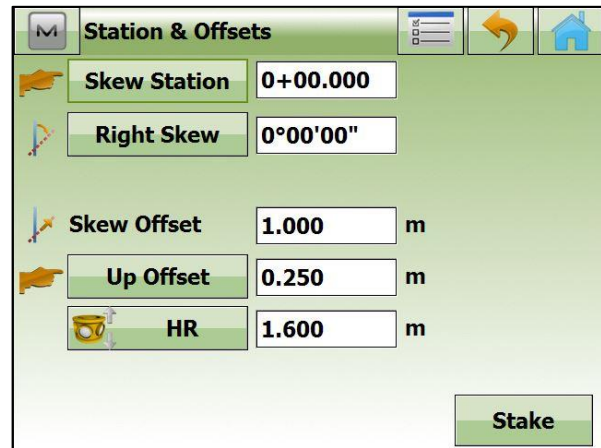 M Station & Offsets
Skew Station 0+00.000
Right Skew 0°00'00"
Skew Offset 1.000 m
Up Offset 0.250 m
HR 1.600 m
Stake